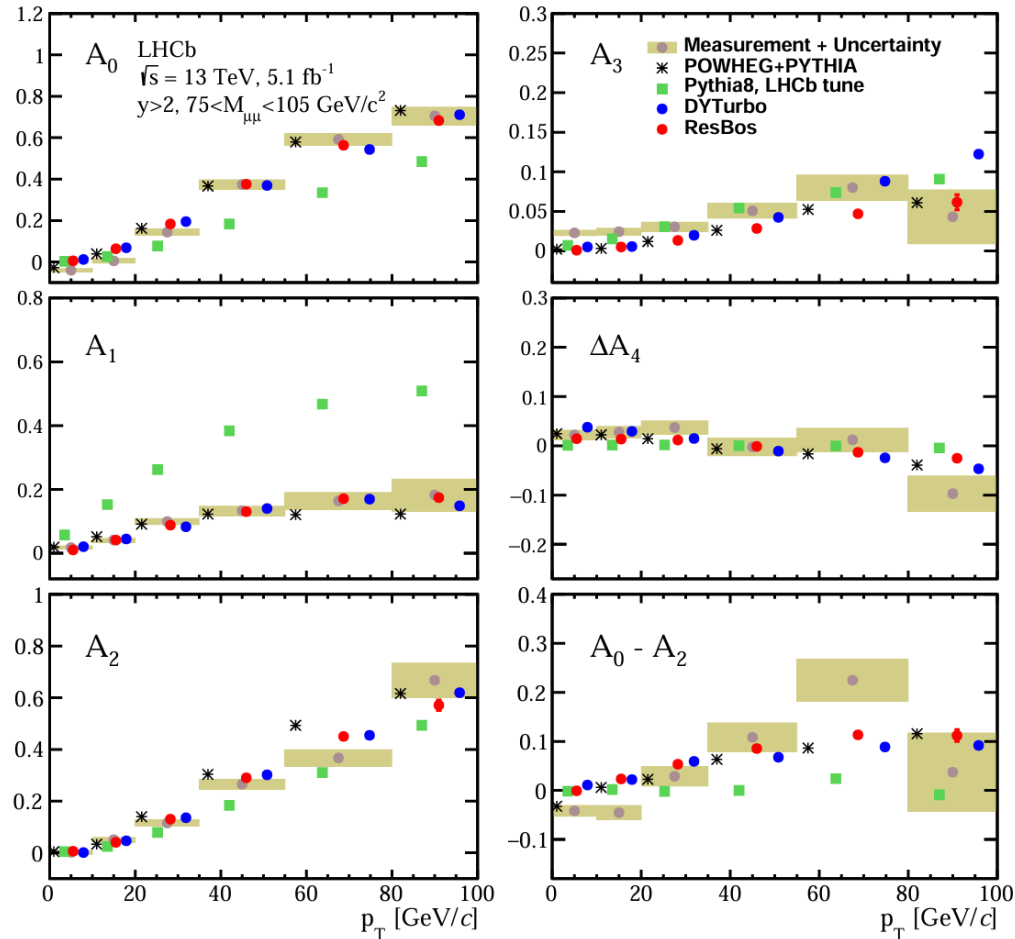 A₀
LHCb
√s = 13 TeV, 5.1 fb⁻¹
y>2, 75<M_μμ<105 GeV/c²
0
0.2
0.4
0.6
0.8
1
1.2
A₃
Measurement + Uncertainty
POWHEG+PYTHIA
Pythia8, LHCb tune
DYTurbo
ResBos
0
0.05
0.1
0.15
0.2
0.25
0.3
A₁
0
0.2
0.4
0.6
0.8
ΔA₄
−0.2
−0.1
0
0.1
0.2
0.3
A₂
0
0.2
0.4
0.6
0.8
1
0 20 40 60 80 100
p_T [GeV/c]
A₀ - A₂
−0.1
0
0.1
0.2
0.3
0.4
0 20 40 60 80 100
p_T [GeV/c]